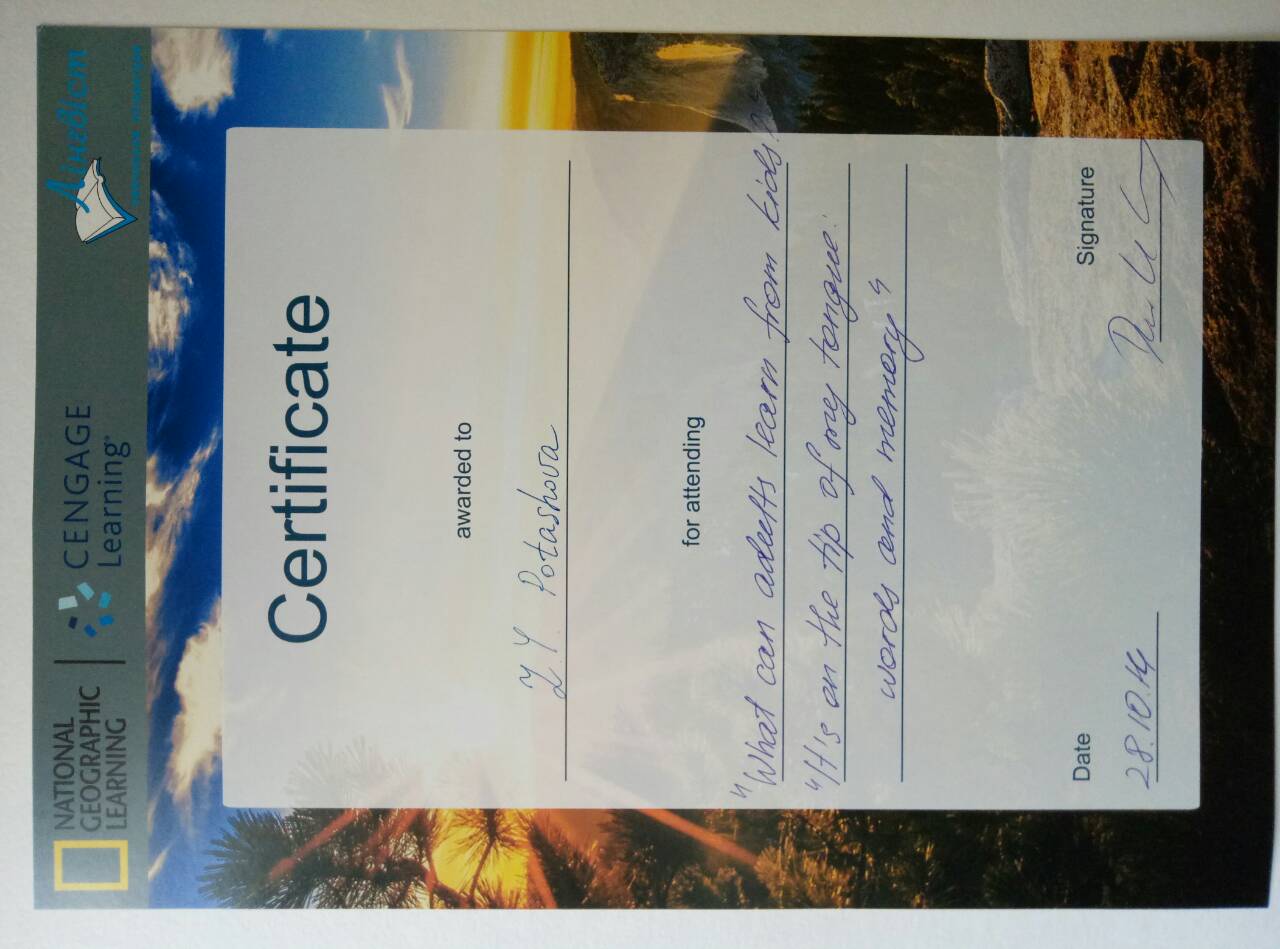 NATIONAL
GEOGRAPHIC
LEARNING
CENGAGE
Learning®
Лінвіст
Certificate
awarded to
Potashova
for attending
"What can adults learn from kids"
"It's on the tip of my tongue:
words and memory"
Date
Signature
28.10.14